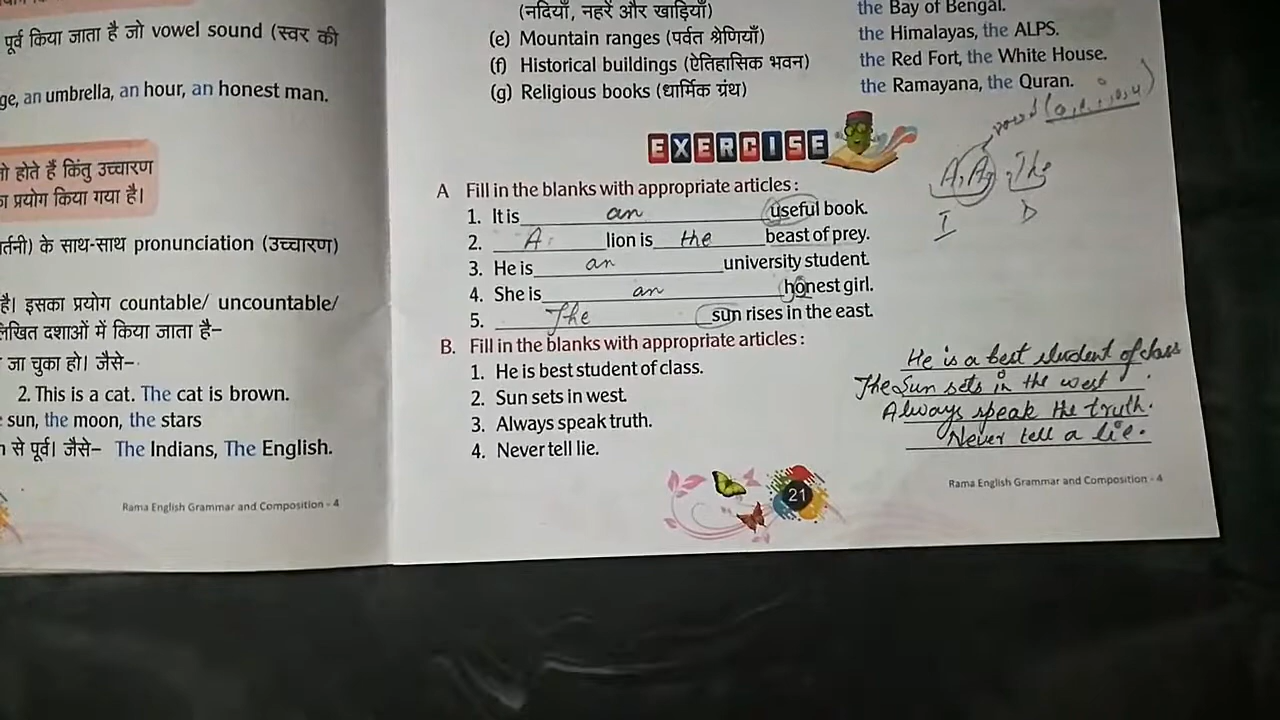 पूर्व किया जाता है जो vowel sound (स्वर की
ge, an umbrella, an hour, an honest man.
ो होते हैं किंतु उच्चारण
का प्रयोग किया गया है।
र्तनी) के साथ-साथ pronunciation (उच्चारण)
है। इसका प्रयोग countable/ uncountable/
लिखित दशाओं में किया जाता है–
जा चुका हो। जैसे–
2. This is a cat. The cat is brown.
sun, the moon, the stars
से पूर्व। जैसे– The Indians, The English.
Rama English Grammar and Composition - 4
(नदियाँ, नहरें और खाड़ियाँ) the Bay of Bengal.
(e) Mountain ranges (पर्वत श्रेणियाँ) the Himalayas, the ALPS.
(f) Historical buildings (ऐतिहासिक भवन) the Red Fort, the White House.
(g) Religious books (धार्मिक ग्रंथ) the Ramayana, the Quran.
EXERCISE
A Fill in the blanks with appropriate articles :
1. It is an useful book.
2. A lion is the beast of prey.
3. He is an university student.
4. She is an honest girl.
5. The sun rises in the east.
B. Fill in the blanks with appropriate articles :
1. He is best student of class. He is a best student of class
2. Sun sets in west. The Sun sets in the west.
3. Always speak truth. Always speak the truth.
4. Never tell lie. Never tell a lie.
A, An, The
I D
21
Rama English Grammar and Composition - 4